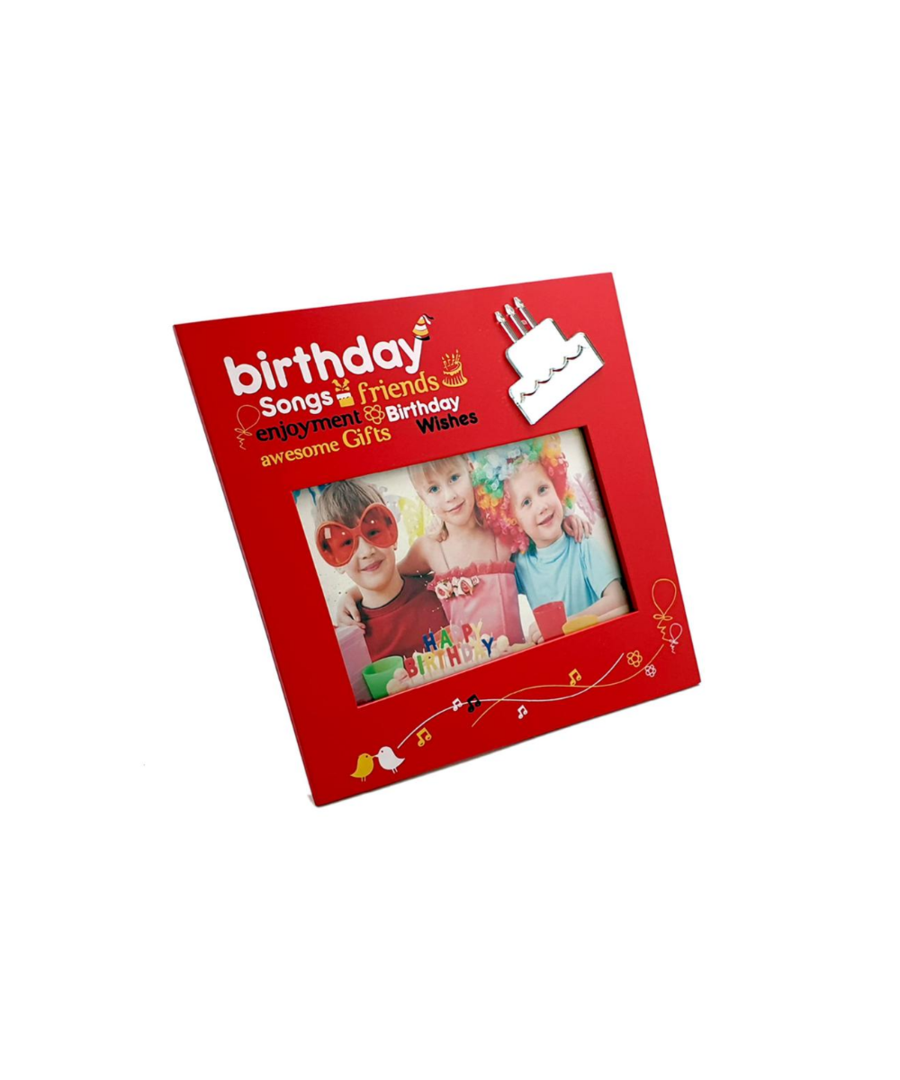 birthday
Songs friends
enjoyment Birthday
awesome Gifts Wishes
HAPPY
BIRTHDAY